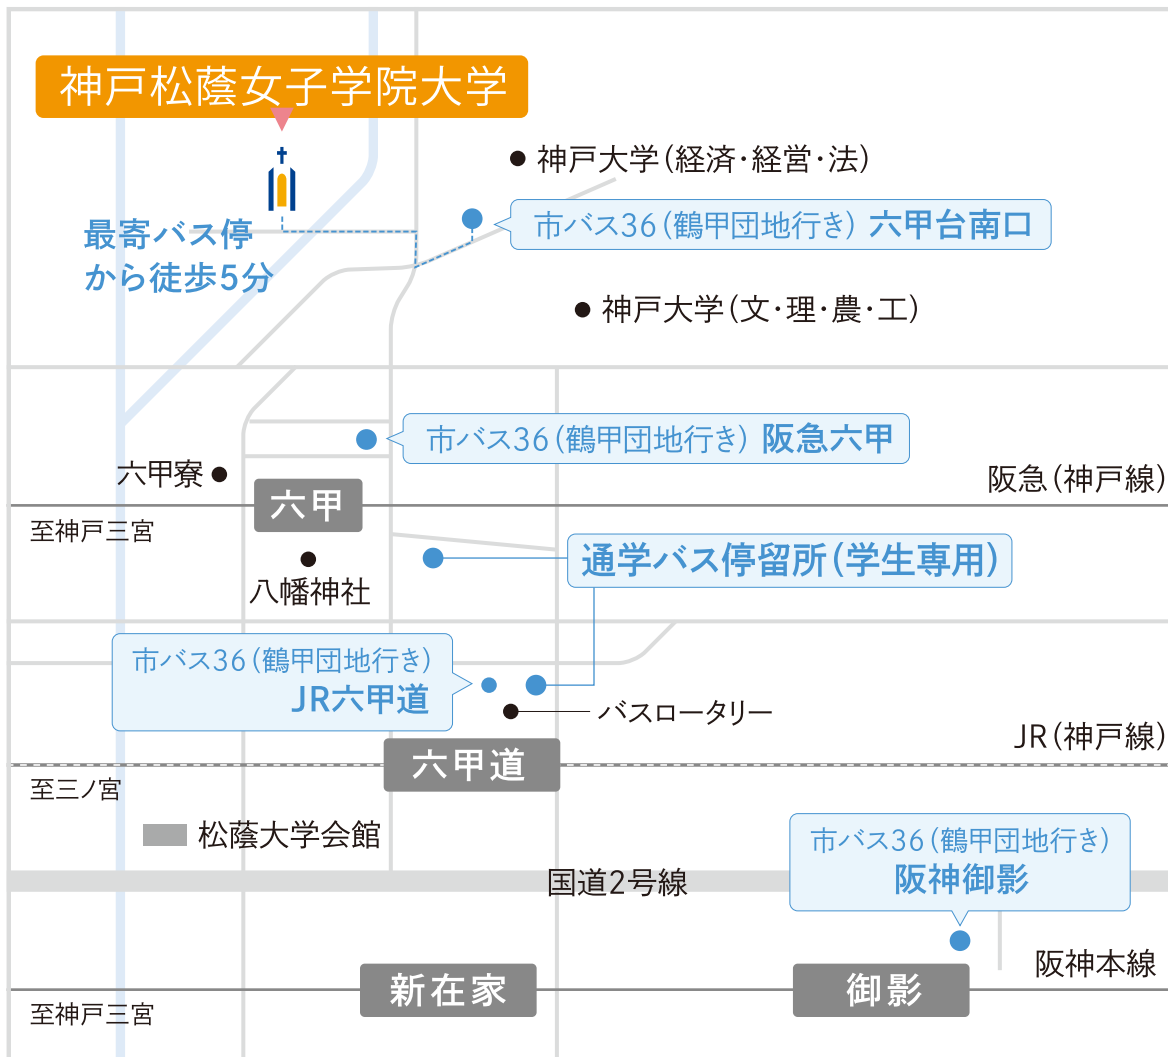 神戸松蔭女子学院大学
神戸大学(経済・経営・法)
市バス36(鶴甲団地行き) 六甲台南口
最寄バス停
から徒歩5分
神戸大学(文・理・農・工)
市バス36(鶴甲団地行き) 阪急六甲
六甲寮
阪急(神戸線)
六甲
至神戸三宮
通学バス停留所(学生専用)
八幡神社
市バス36(鶴甲団地行き)
JR六甲道
バスロータリー
JR(神戸線)
六甲道
至三ノ宮
松蔭大学会館
市バス36(鶴甲団地行き)
阪神御影
国道2号線
阪神本線
新在家
御影
至神戸三宮